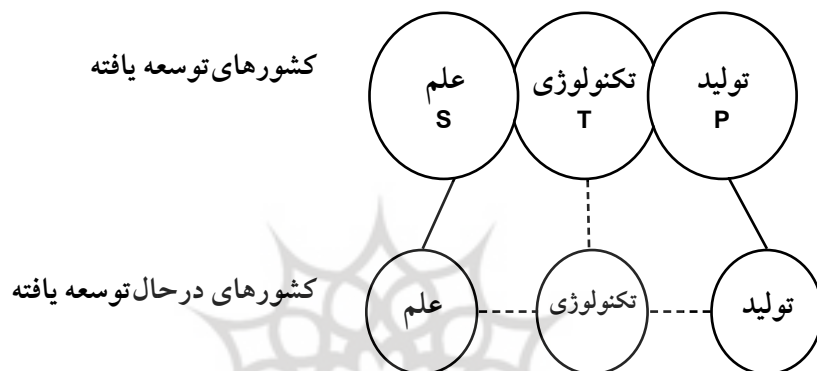 کشورهای توسعه یافته
تولید
P
تکنولوژی
T
علم
S
کشورهای درحال توسعه یافته
تولید
تکنولوژی
علم